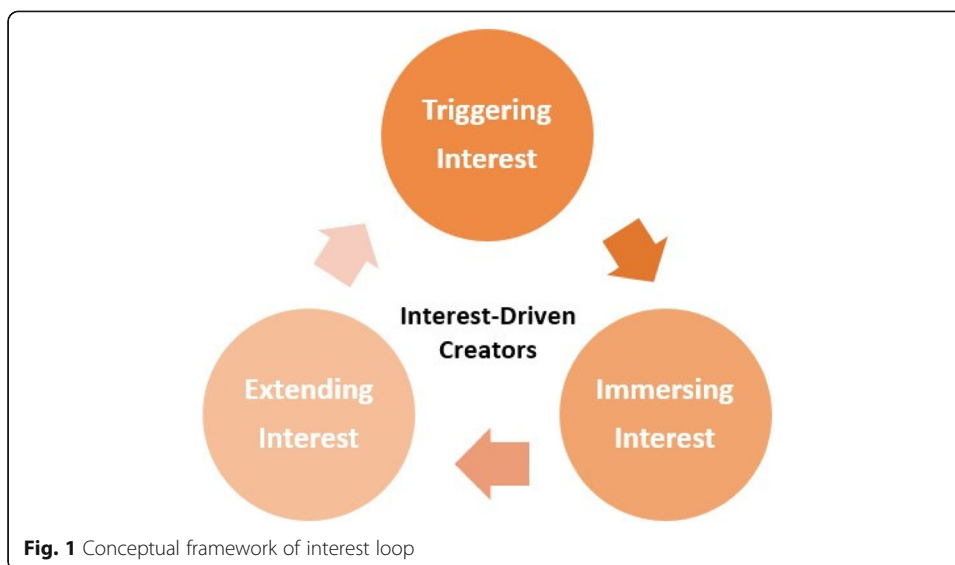 Triggering
Interest
Interest-Driven
Creators
Extending
Interest
Immersing
Interest
Fig. 1 Conceptual framework of interest loop